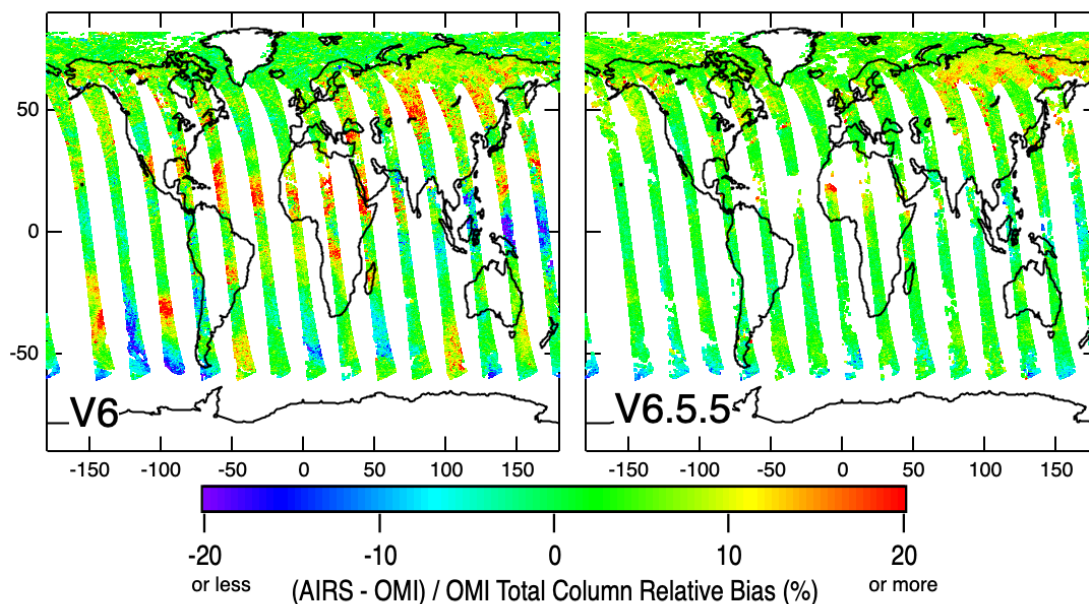 50
0
-50
V6
V6.5.5
-150 -100 -50 0 50 100 150
-150 -100 -50 0 50 100 150
-20 -10 0 10 20
or less (AIRS - OMI) / OMI Total Column Relative Bias (%) or more